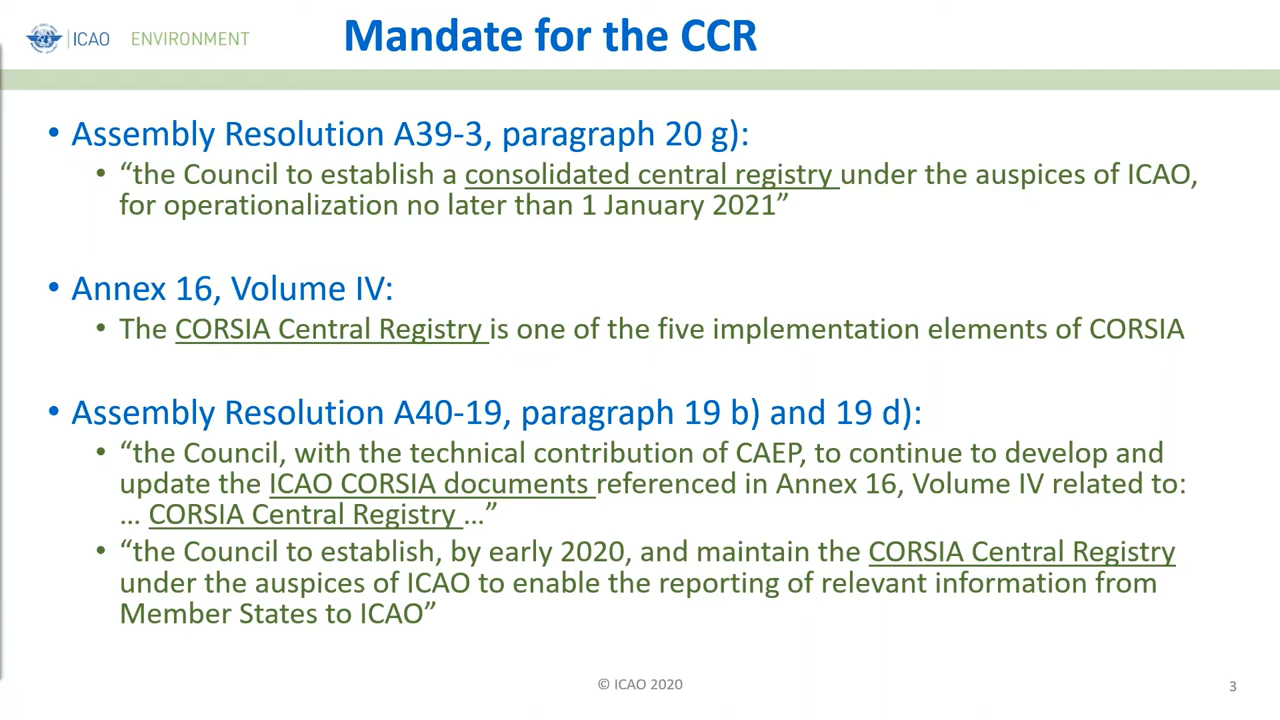 ICAO ENVIRONMENT
Mandate for the CCR
• Assembly Resolution A39-3, paragraph 20 g):
• “the Council to establish a consolidated central registry under the auspices of ICAO,
for operationalization no later than 1 January 2021”
• Annex 16, Volume IV:
• The CORSIA Central Registry is one of the five implementation elements of CORSIA
• Assembly Resolution A40-19, paragraph 19 b) and 19 d):
• “the Council, with the technical contribution of CAEP, to continue to develop and
update the ICAO CORSIA documents referenced in Annex 16, Volume IV related to:
… CORSIA Central Registry …”
• “the Council to establish, by early 2020, and maintain the CORSIA Central Registry
under the auspices of ICAO to enable the reporting of relevant information from
Member States to ICAO”
© ICAO 2020
3